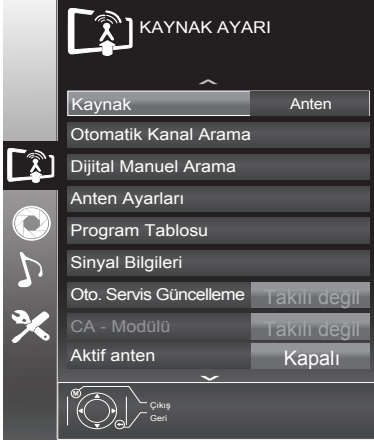 KAYNAK AYARI
Kaynak Anten
Otomatik Kanal Arama
Dijital Manuel Arama
Anten Ayarları
Program Tablosu
Sinyal Bilgileri
Oto. Servis Güncelleme Takılı değil
CA - Modülü Takılı değil
Aktif anten Kapalı
M
Çıkış
Geri